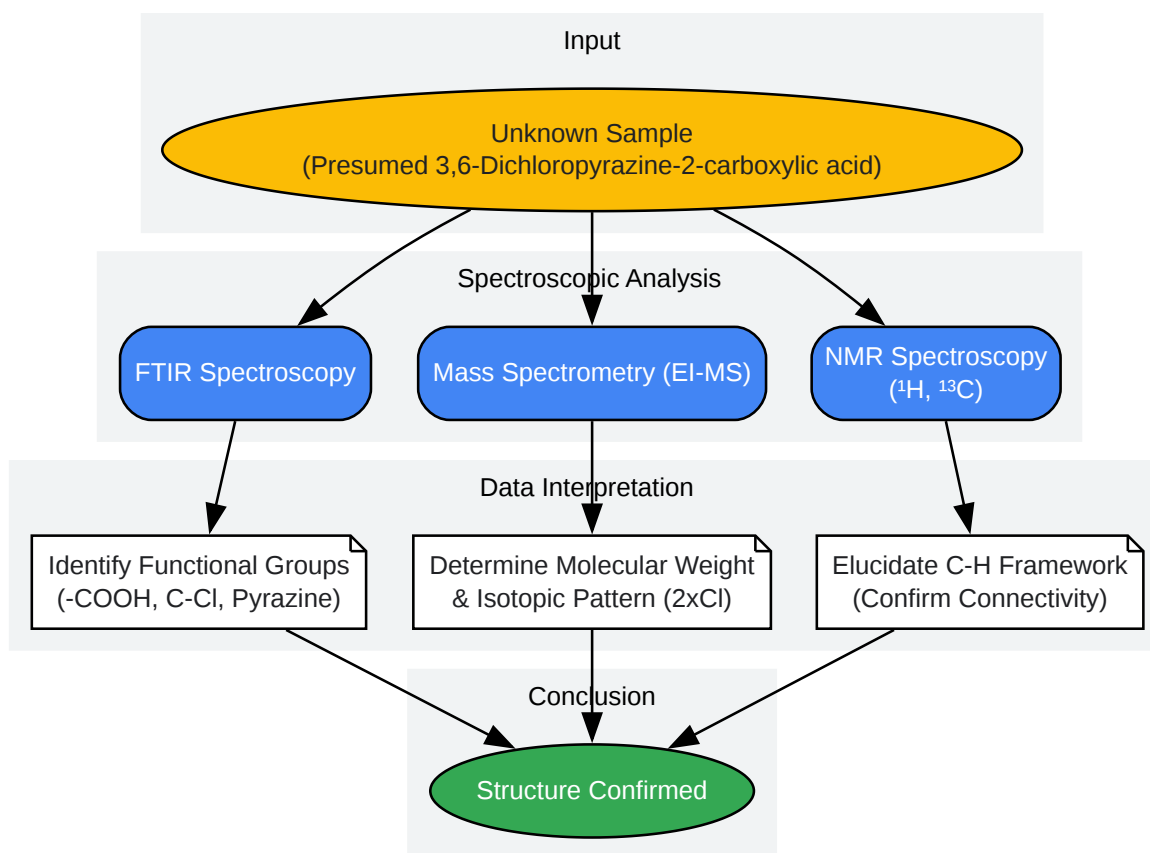 Input
Unknown Sample
(Presumed 3,6-Dichloropyrazine-2-carboxylic acid)
Spectroscopic Analysis
FTIR Spectroscopy
Mass Spectrometry (EI-MS)
NMR Spectroscopy
(¹H, ¹³C)
Data Interpretation
Identify Functional Groups
(-COOH, C-Cl, Pyrazine)
Determine Molecular Weight
& Isotopic Pattern (2xCl)
Elucidate C-H Framework
(Confirm Connectivity)
Conclusion
Structure Confirmed